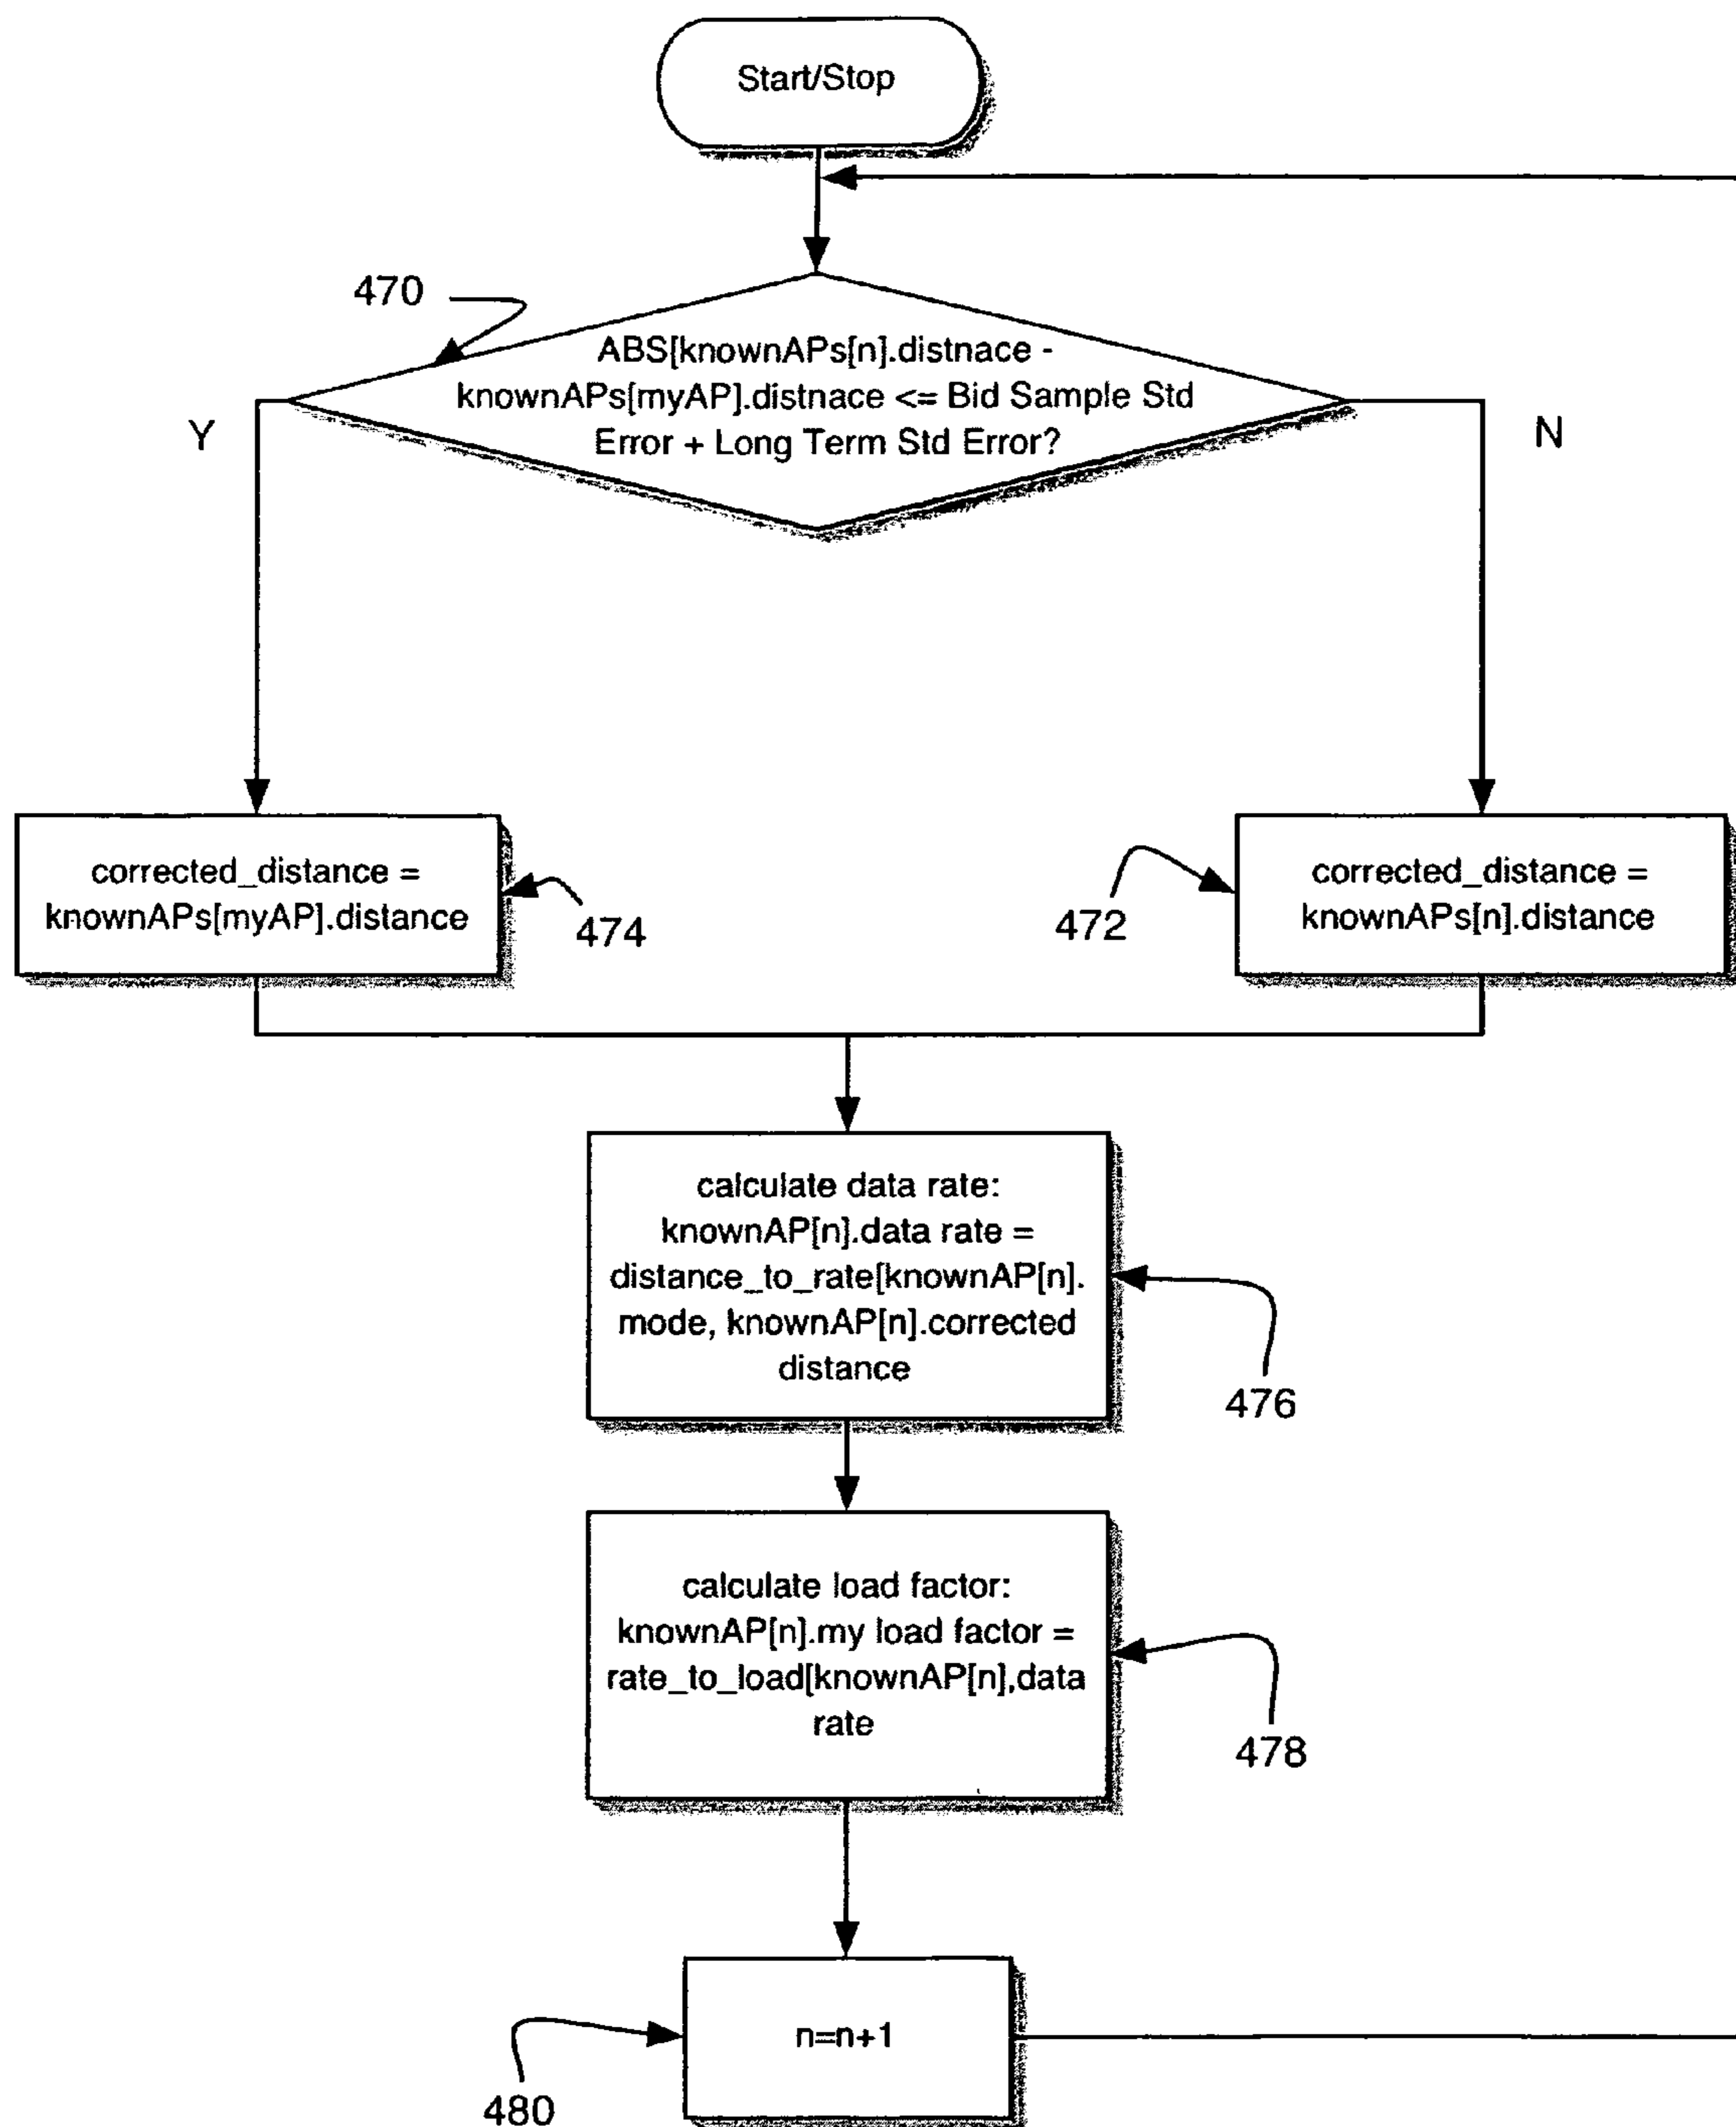 Start/Stop
470
ABS[knownAPs[n].distnace -
knownAPs[myAP].distnace <= Bid Sample Std
Error + Long Term Std Error?
Y
N
corrected_distance =
knownAPs[myAP].distance
474
472
corrected_distance =
knownAPs[n].distance
calculate data rate:
knownAP[n].data rate =
distance_to_rate[knownAP[n].
mode, knownAP[n].corrected
distance
476
calculate load factor:
knownAP[n].my load factor =
rate_to_load[knownAP[n],data
rate
478
n=n+1
480